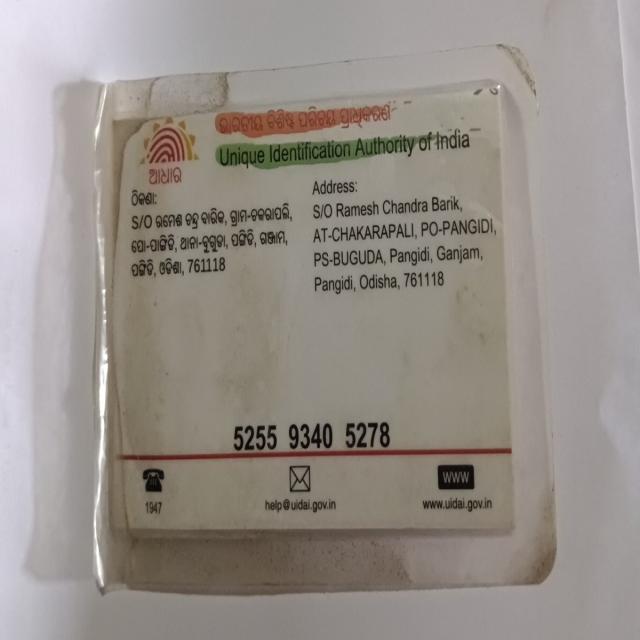 ଭାରତୀୟ ବିଶିଷ୍ଟ ପରିଚୟ ପ୍ରାଧିକରଣ
Unique Identification Authority of India
ଆଧାର
ଠିକଣା:
S/O ରମେଶ ଚନ୍ଦ୍ର ବାରିକ, ଗ୍ରାମ-ଚକରାପଲି,
ପୋ-ପାଙ୍ଗିଡି, ଥାନା-ବୁଗୁଡା, ପଙ୍ଗିଡି, ଗଞ୍ଜାମ,
ପଙ୍ଗିଡି, ଓଡିଶା, 761118
Address:
S/O Ramesh Chandra Barik,
AT-CHAKARAPALI, PO-PANGIDI,
PS-BUGUDA, Pangidi, Ganjam,
Pangidi, Odisha, 761118
5255 9340 5278
1947
help@uidai.gov.in
WWW
www.uidai.gov.in